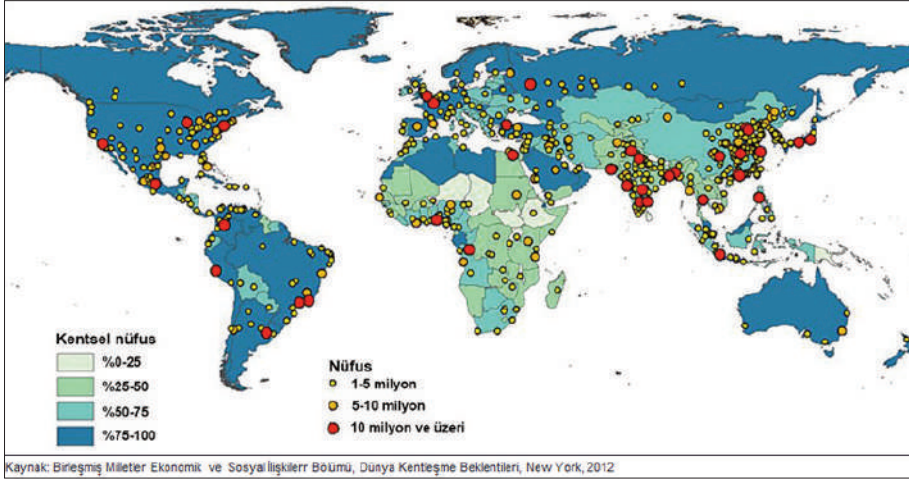 Kentsel nüfus
%0-25
%25-50
%50-75
%75-100
Nüfus
1-5 milyon
5-10 milyon
10 milyon ve üzeri
Kaynak: Birleşmiş Milletler Ekonomik ve Sosyal İlişkilerr Bölümü, Dünya Kentleşme Beklentileri, New York, 2012